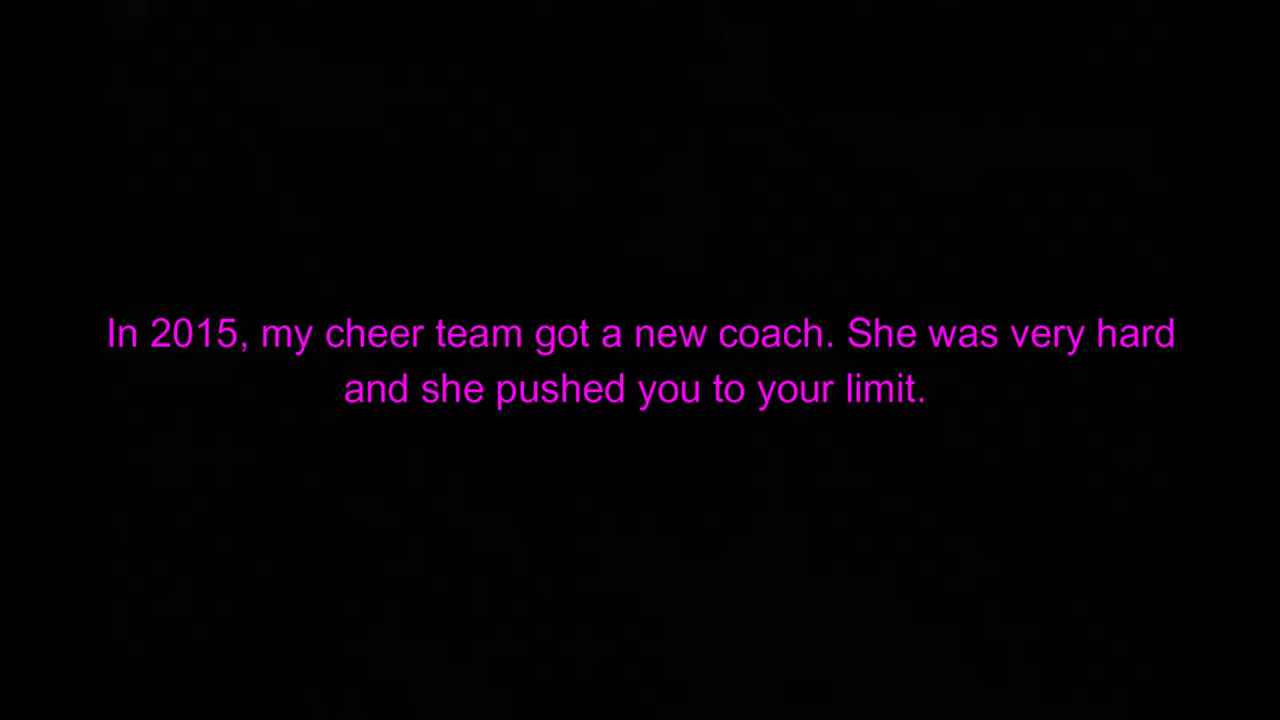 In 2015, my cheer team got a new coach. She was very hard
and she pushed you to your limit.